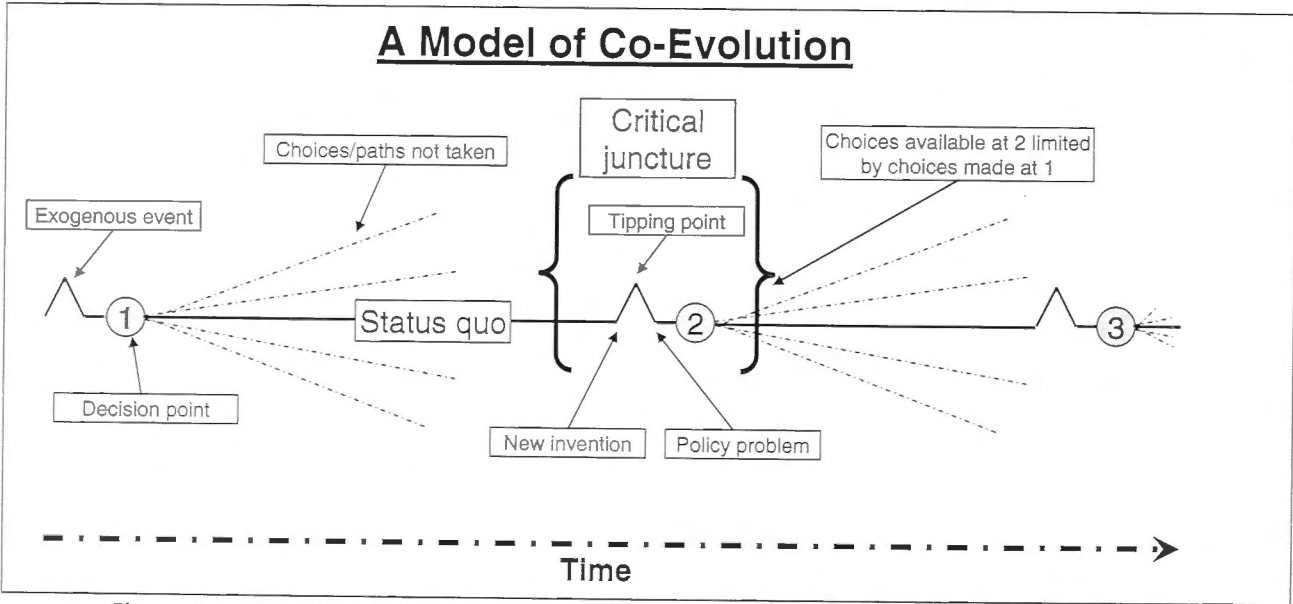 A Model of Co-Evolution
Critical
juncture
Choices/paths not taken
Choices available at 2 limited
by choices made at 1
Exogenous event
Tipping point
1
Status quo
2
3
Decision point
New invention
Policy problem
Time